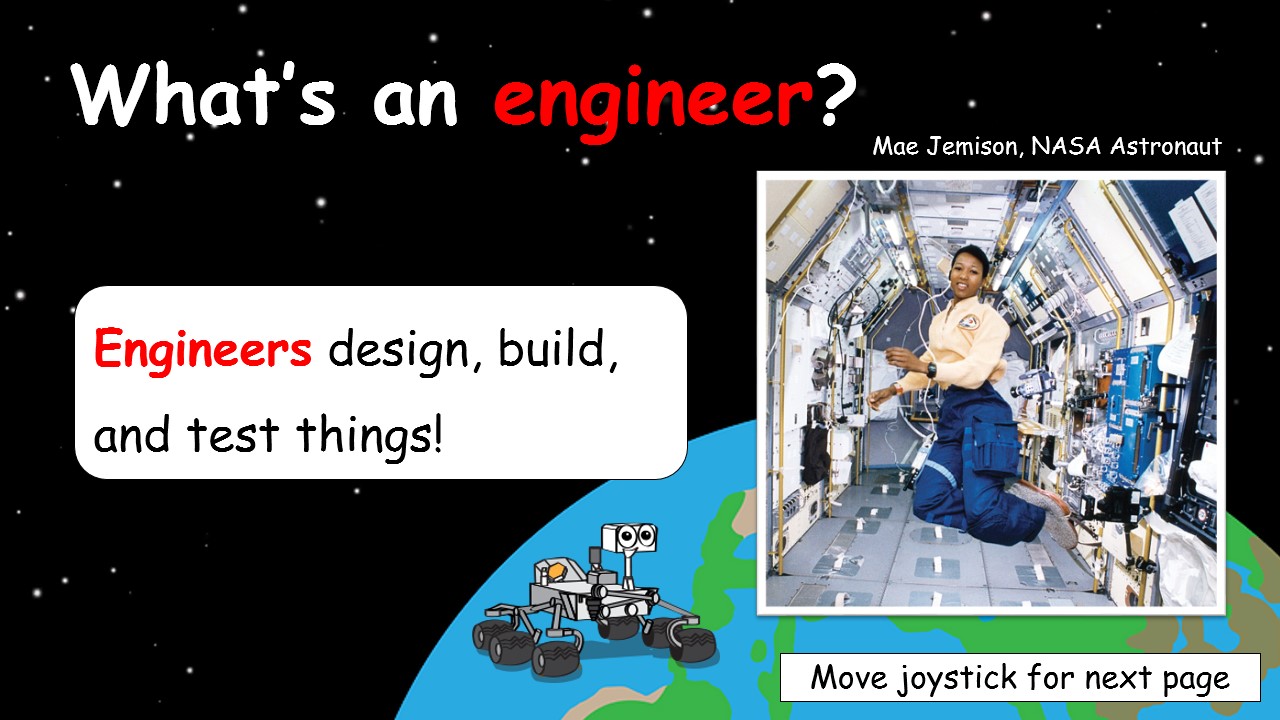 What's an engineer?
Mae Jemison, NASA Astronaut
Engineers design, build,
and test things!
Move joystick for next page